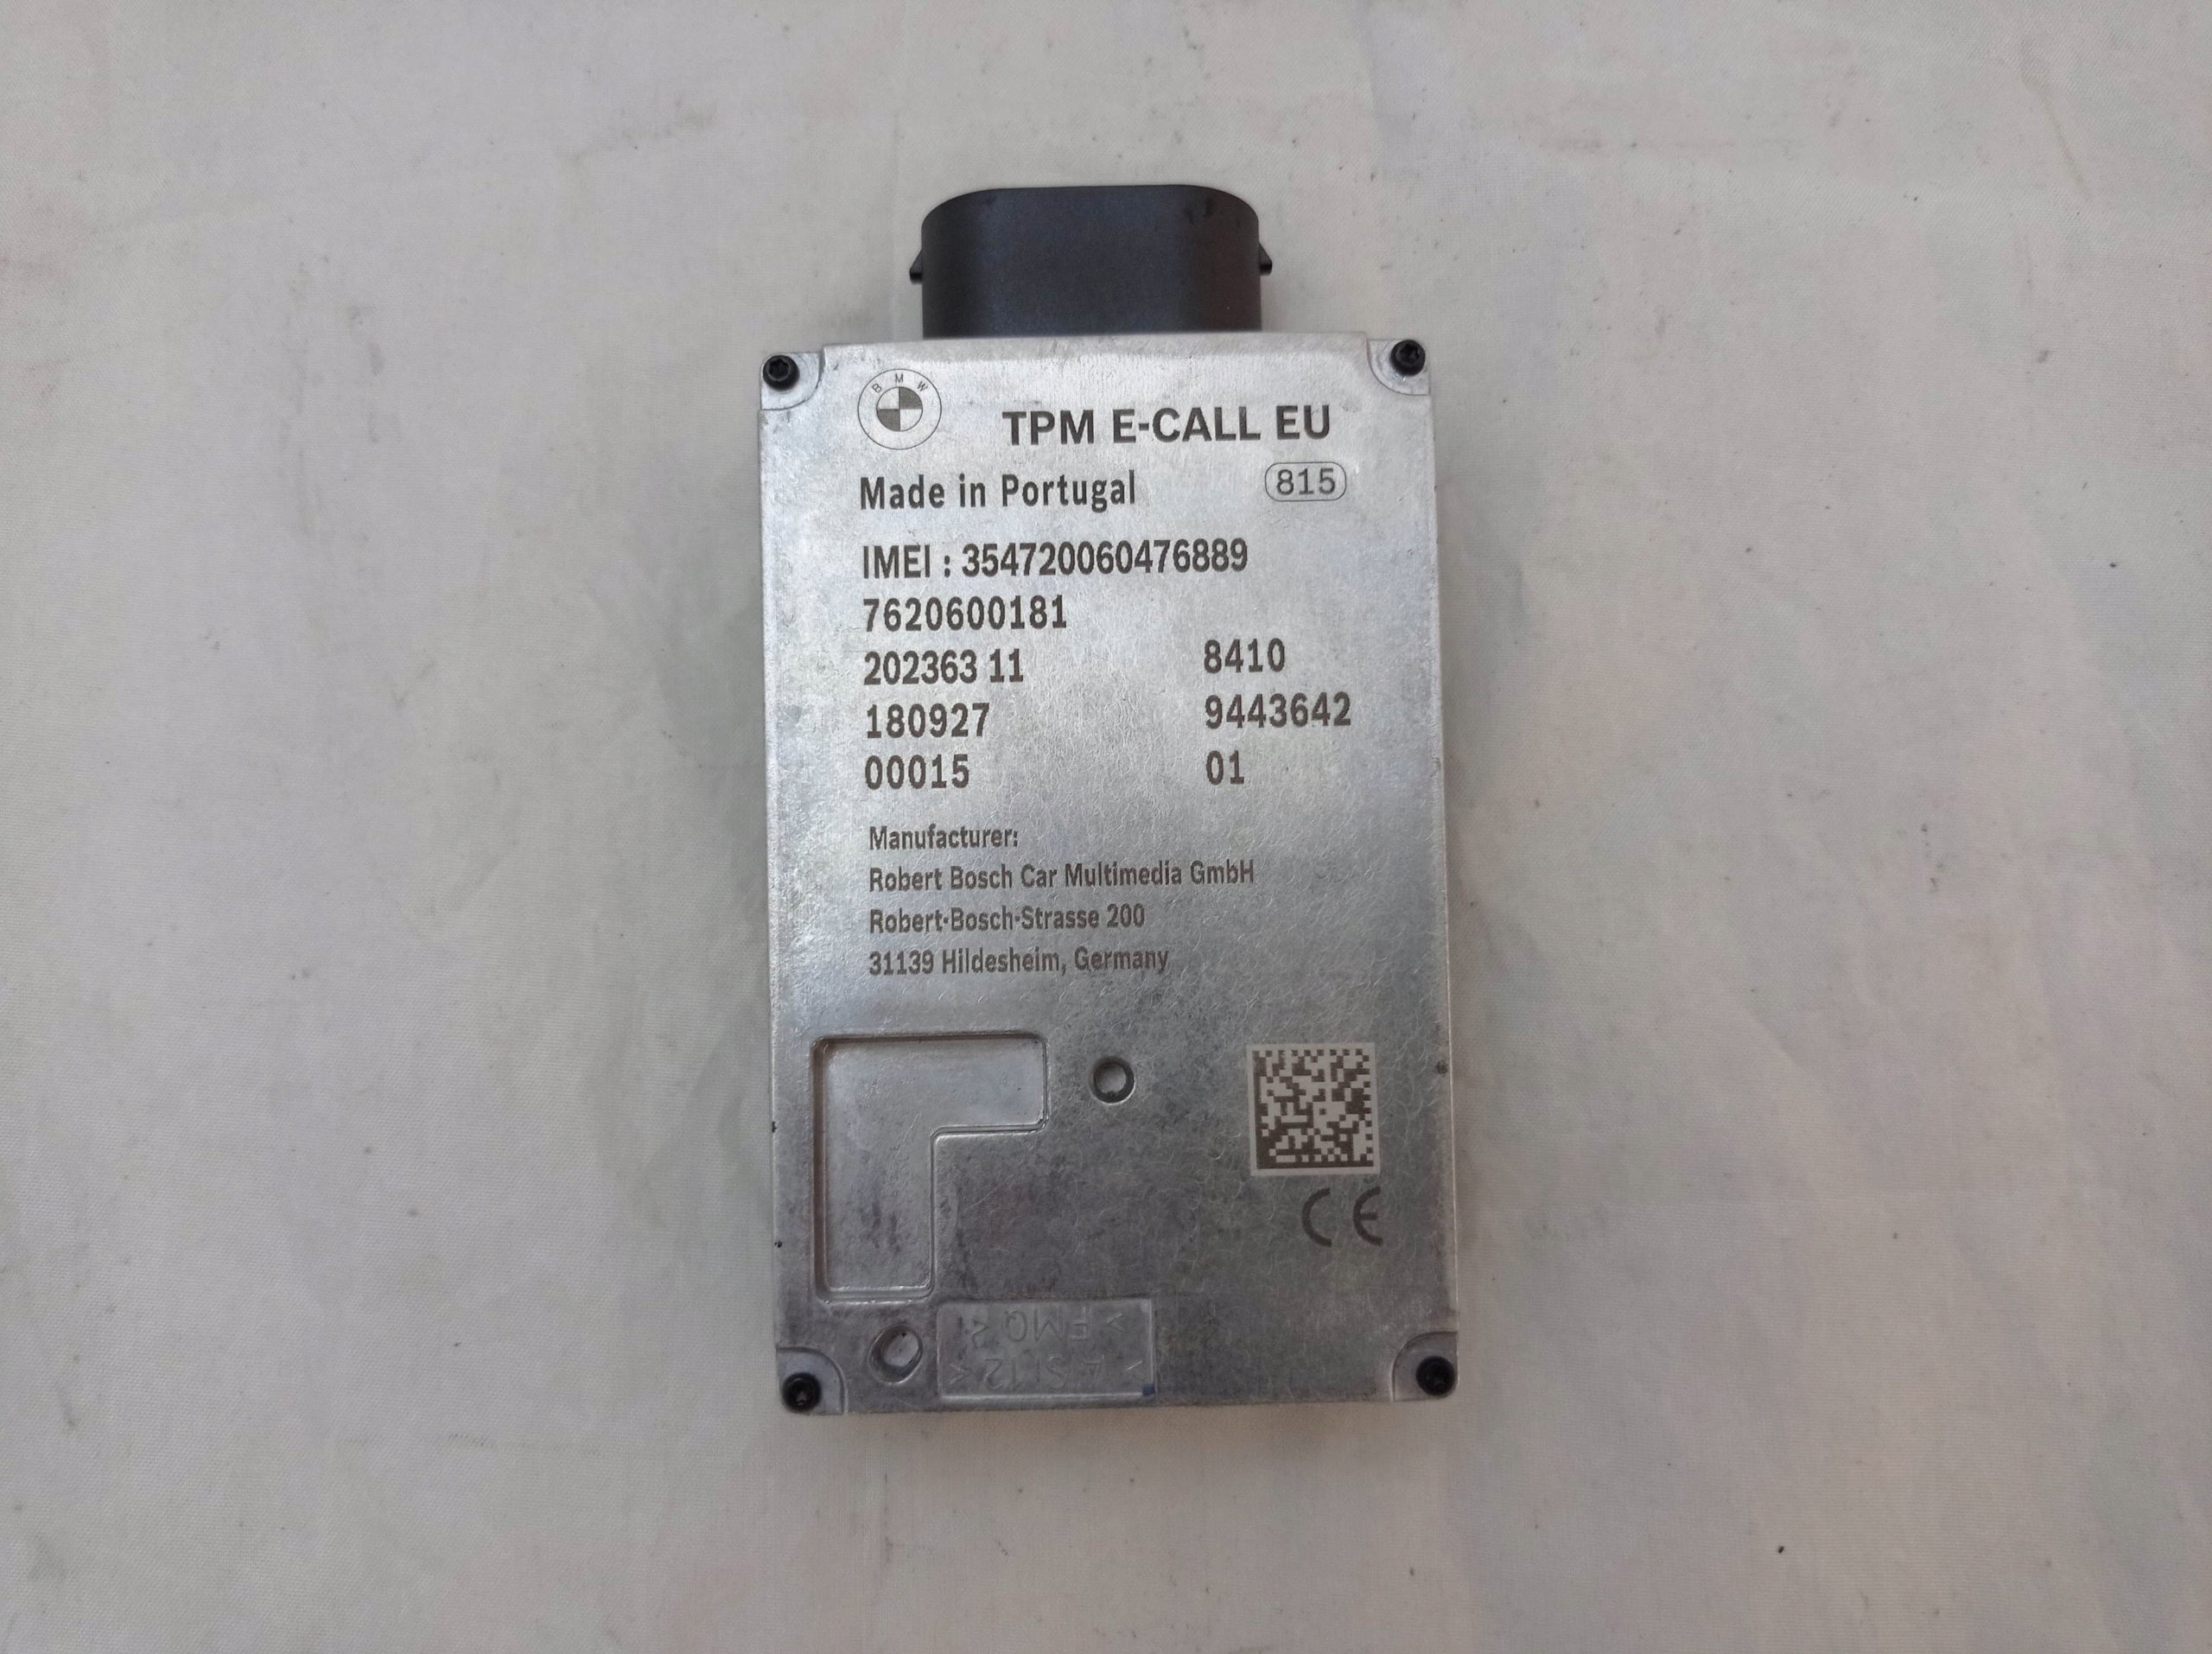 BMW
TPM E-CALL EU
Made in Portugal 815
IMEI : 354720060476889
7620600181
202363 11 8410
180927 9443642
00015 01
Manufacturer:
Robert Bosch Car Multimedia GmbH
Robert-Bosch-Strasse 200
31139 Hildesheim, Germany
CE